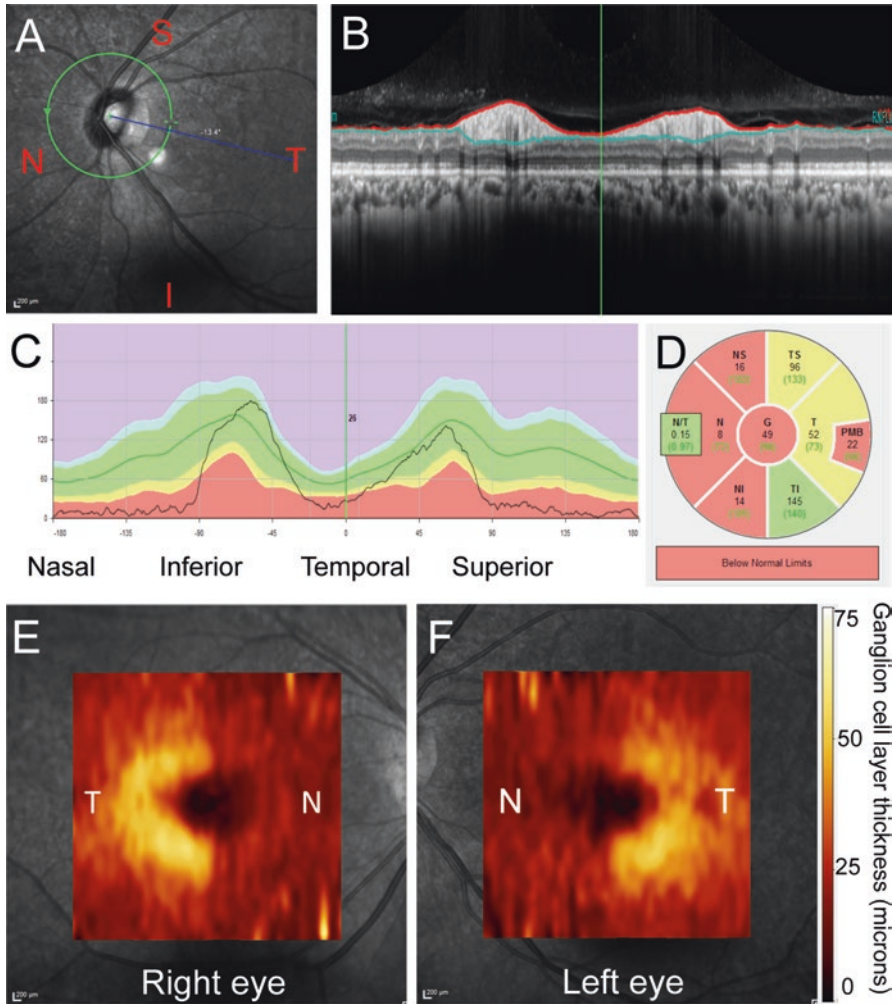 A
S
N
T
I
-13.4°
200 µm
B
C
180
120
60
0
26
-180
-135
-90
-45
0
45
90
135
180
Nasal Inferior Temporal Superior
D
NS
16
TS
96
(133)
N/T
0.15
(0.97)
N
8
G
49
T
52
(73)
PMB
22
NI
14
TI
145
(140)
Below Normal Limits
E
T
N
Right eye
200 µm
F
N
T
Left eye
200 µm
75
50
25
0
Ganglion cell layer thickness (microns)